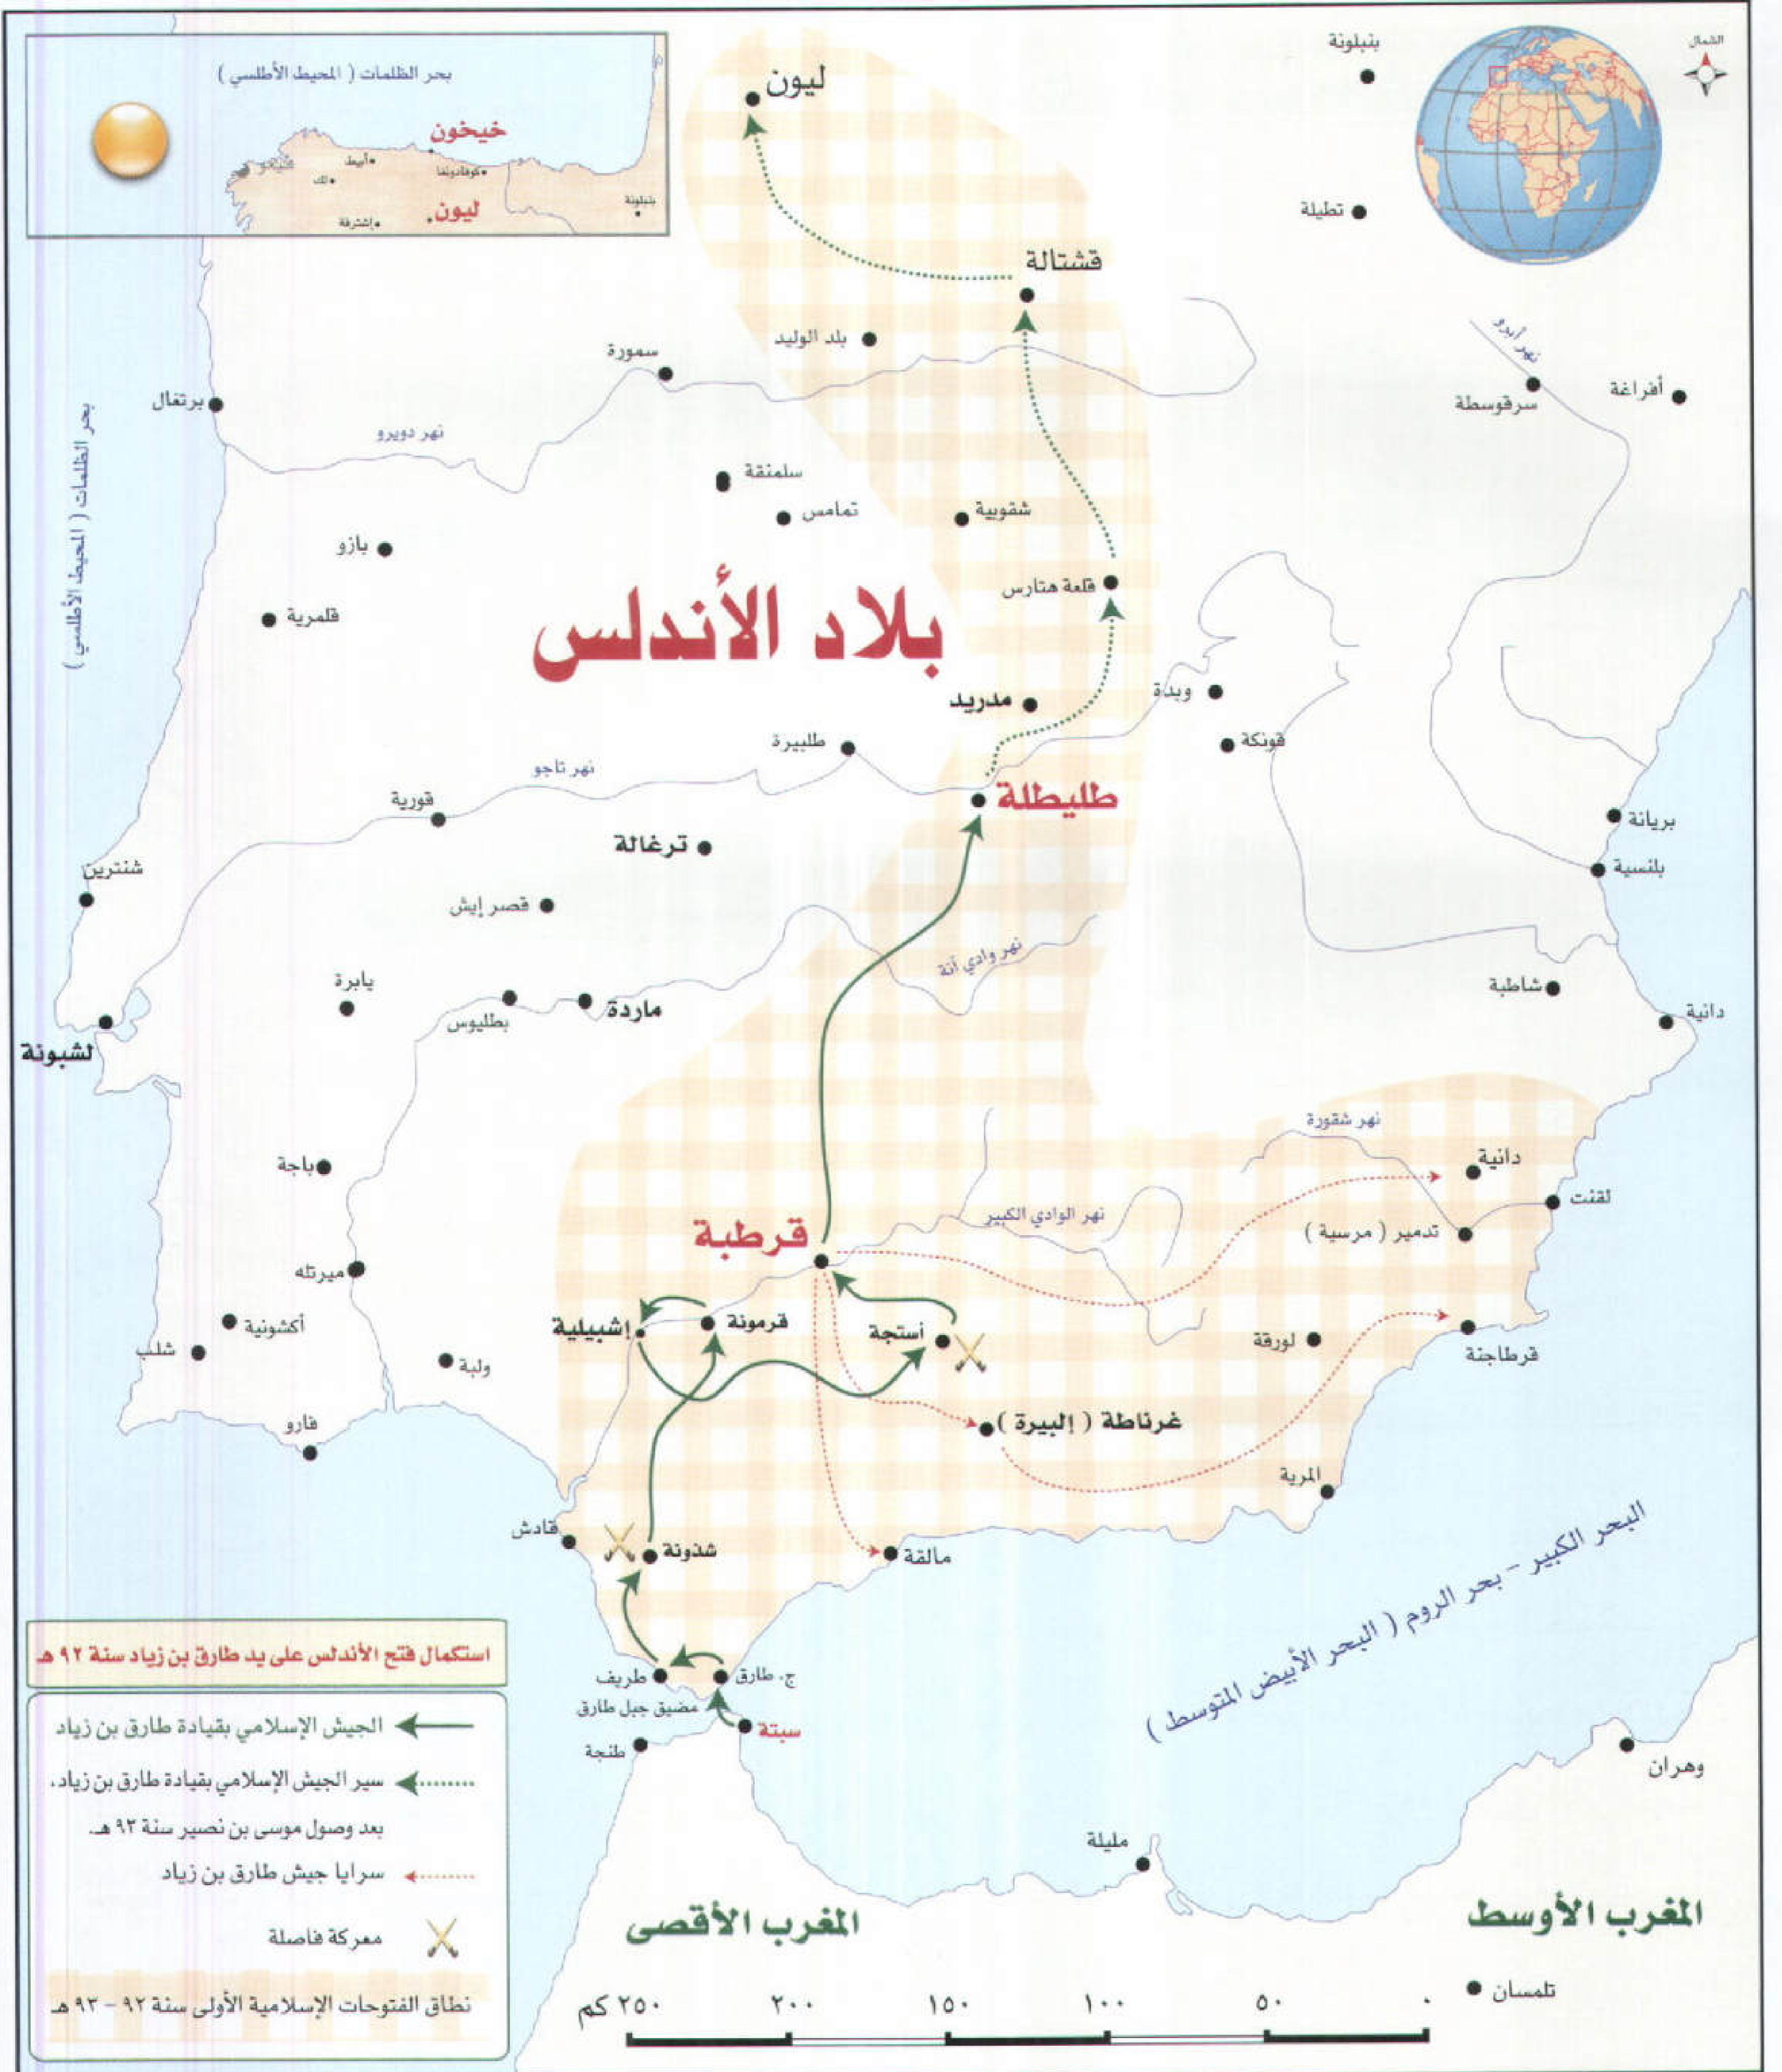 بحر الظلمات ( المحيط الأطلسي )
خيخون
أبيط
كوفادونغا
لك
ليون
إشترقة
بنبلونة
ليون
بنبلونة
الشمال
تطيلة
قشتالة
بلد الوليد
سمورة
برتغال
نهر دويرو
نهر أبرو
سرقوسطة
أفراغة
بحر الظلمات ( المحيط الأطلسي )
سلمنقة
تمامس
شقوبية
بازو
قلعة هنارس
قلمرية
بلاد الأندلس
وبدة
مدريد
قونكة
طلبيرة
نهر تاجو
طليطلة
قورية
بريانة
ترغالة
بلنسية
شنترين
قصر إيش
نهر وادي آنة
يابرة
شاطبة
ماردة
بطليوس
دانية
لشبونة
نهر شقورة
دانية
باجة
لقنت
نهر الوادي الكبير
تدمير ( مرسية )
قرطبة
ميرتله
أكشونية
إشبيلية
قرمونة
أستجة
لورقة
قرطاجنة
شلب
ولبة
غرناطة ( إلبيرة )
فارو
المرية
قادش
شذونة
مالقة
البحر الكبير - بحر الروم ( البحر الأبيض المتوسط )
طريف
ج. طارق
مضيق جبل طارق
سبتة
طنجة
وهران
مليلة
المغرب الأقصى
المغرب الأوسط
تلمسان
استكمال فتح الأندلس على يد طارق بن زياد سنة ٩٢ هـ
الجيش الإسلامي بقيادة طارق بن زياد
سير الجيش الإسلامي بقيادة طارق بن زياد،
بعد وصول موسى بن نصير سنة ٩٣ هـ.
سرايا جيش طارق بن زياد
معركة فاصلة
نطاق الفتوحات الإسلامية الأولى سنة ٩٢ - ٩٣ هـ
٠ ٥٠ ١٠٠ ١٥٠ ٢٠٠ ٢٥٠ كم